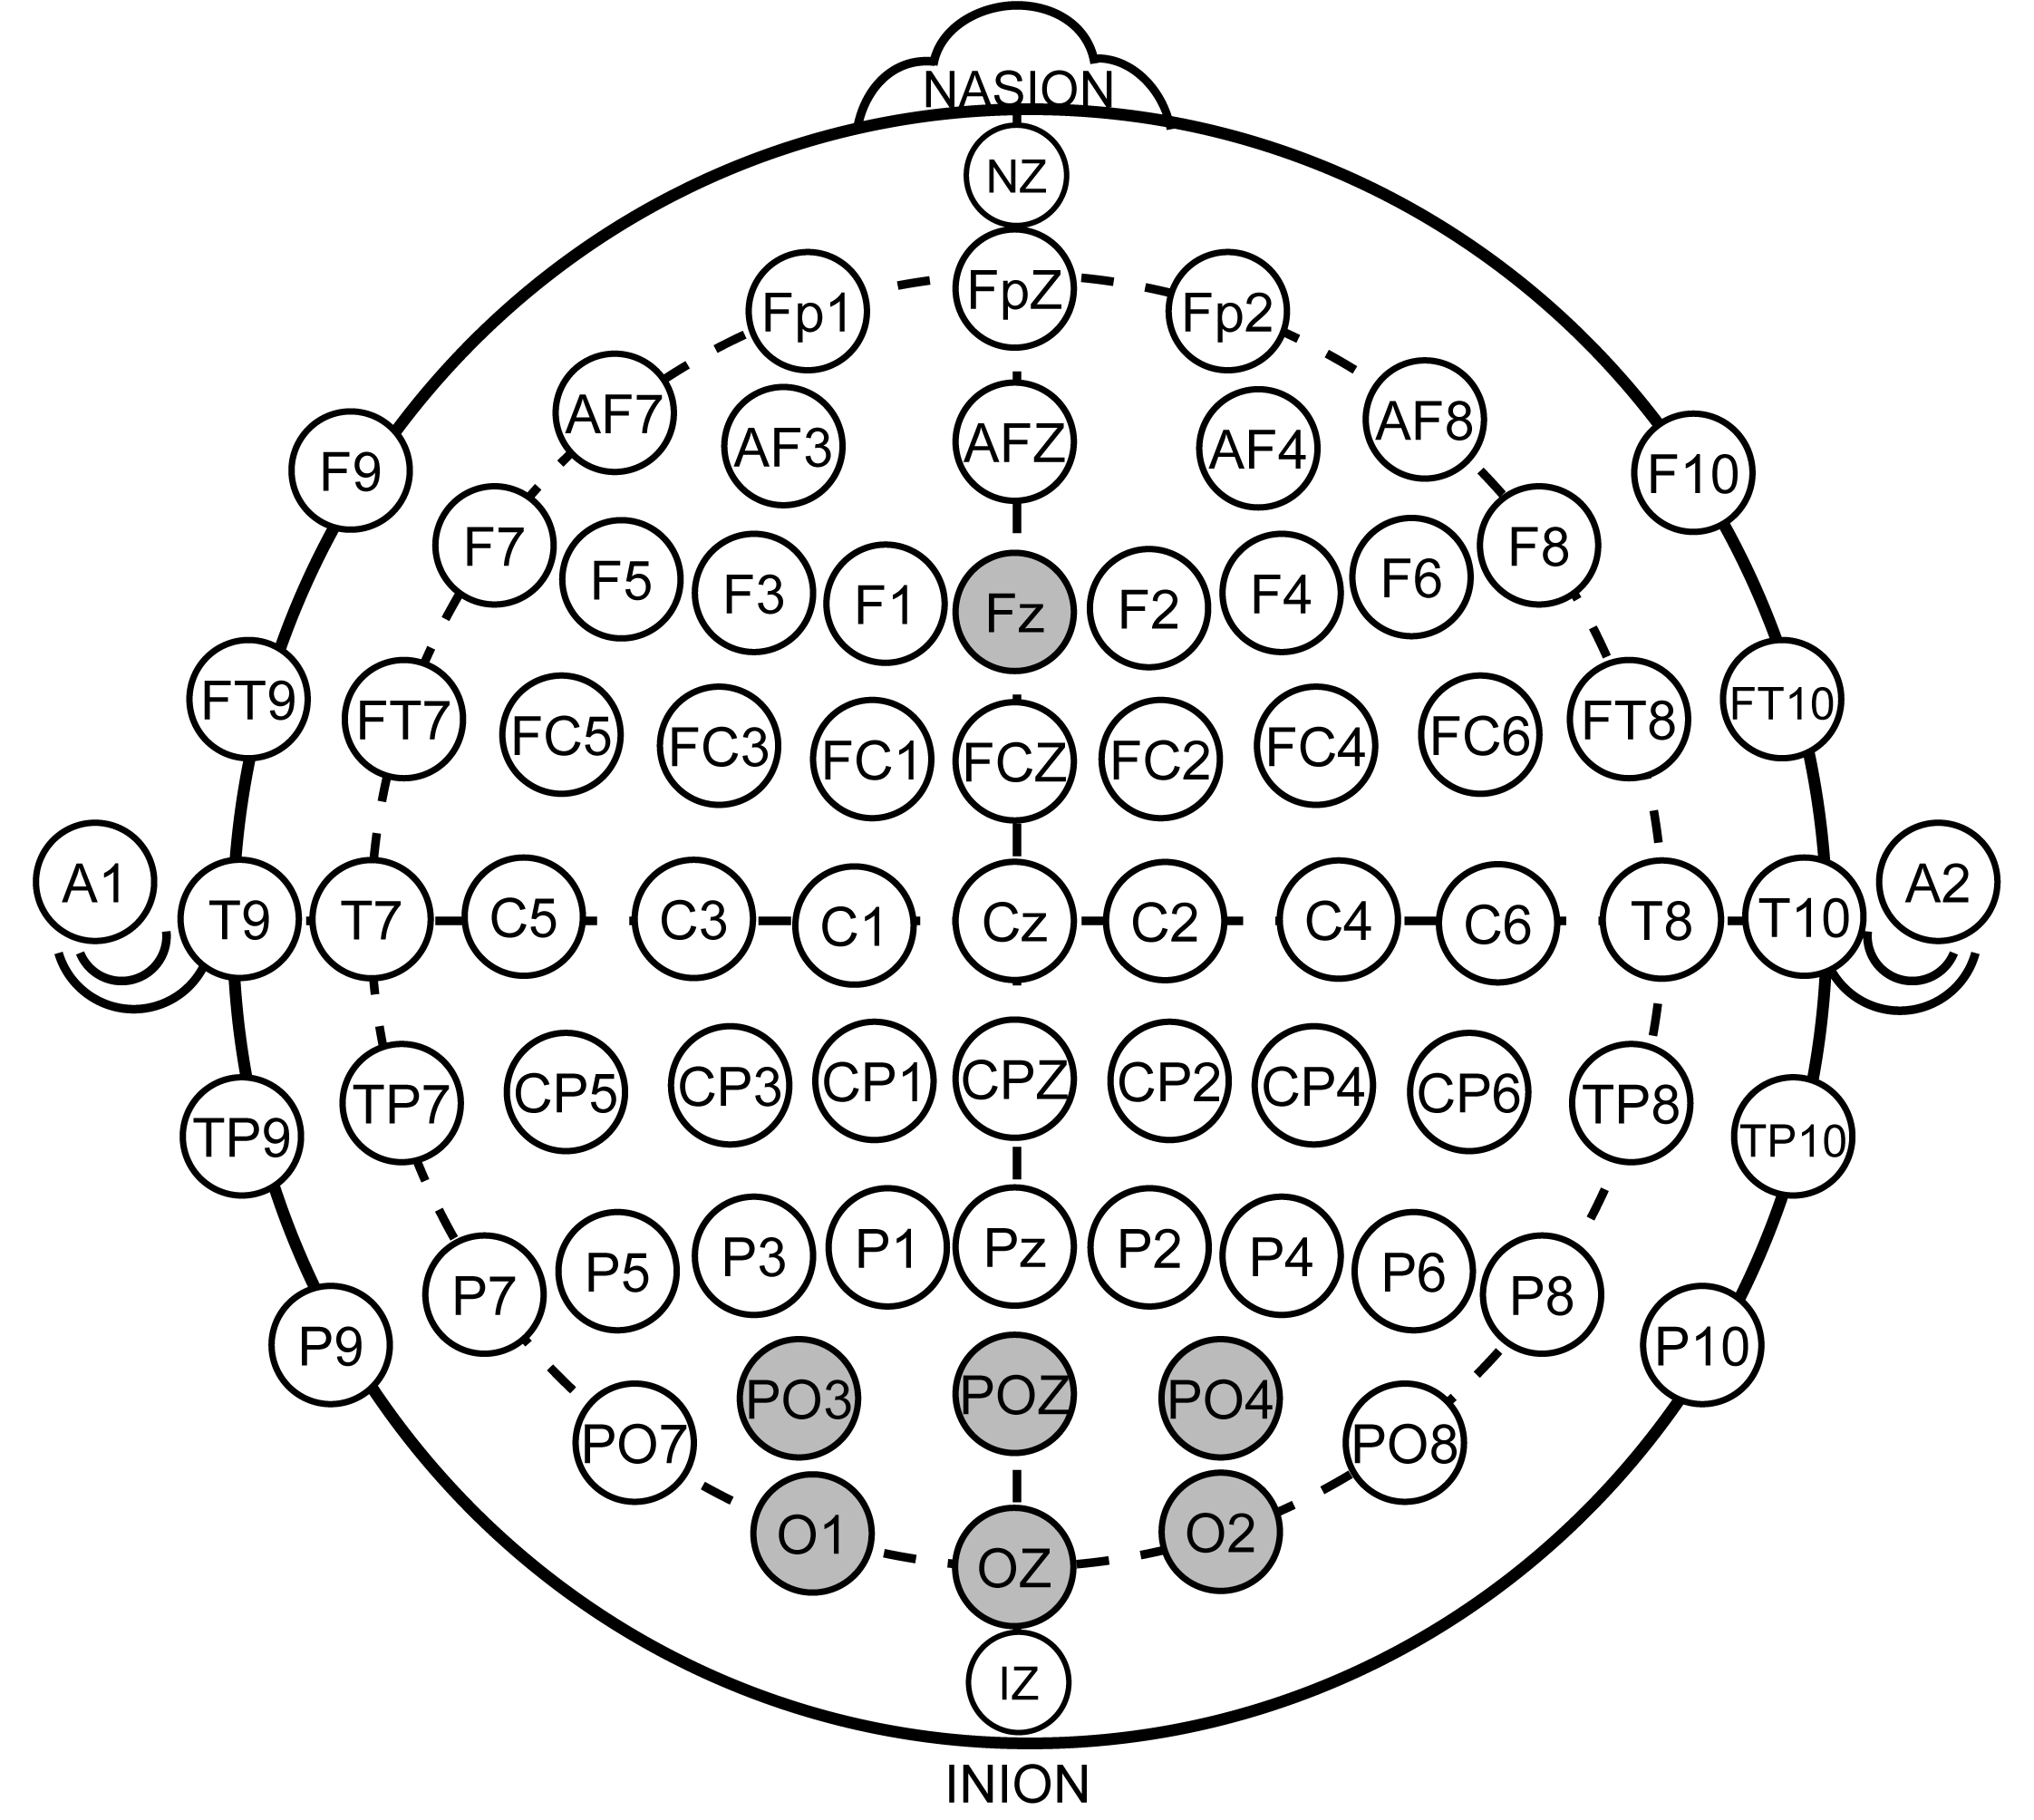 NASION
NZ
Fp1 FpZ Fp2
AF7 AF3 AFZ AF4 AF8
F9 F7 F5 F3 F1 Fz F2 F4 F6 F8 F10
FT9 FT7 FC5 FC3 FC1 FCZ FC2 FC4 FC6 FT8 FT10
A1 T9 T7 C5 C3 C1 Cz C2 C4 C6 T8 T10 A2
TP9 TP7 CP5 CP3 CP1 CPZ CP2 CP4 CP6 TP8 TP10
P9 P7 P5 P3 P1 Pz P2 P4 P6 P8 P10
PO7 PO3 POZ PO4 PO8
O1 OZ O2
IZ
INION